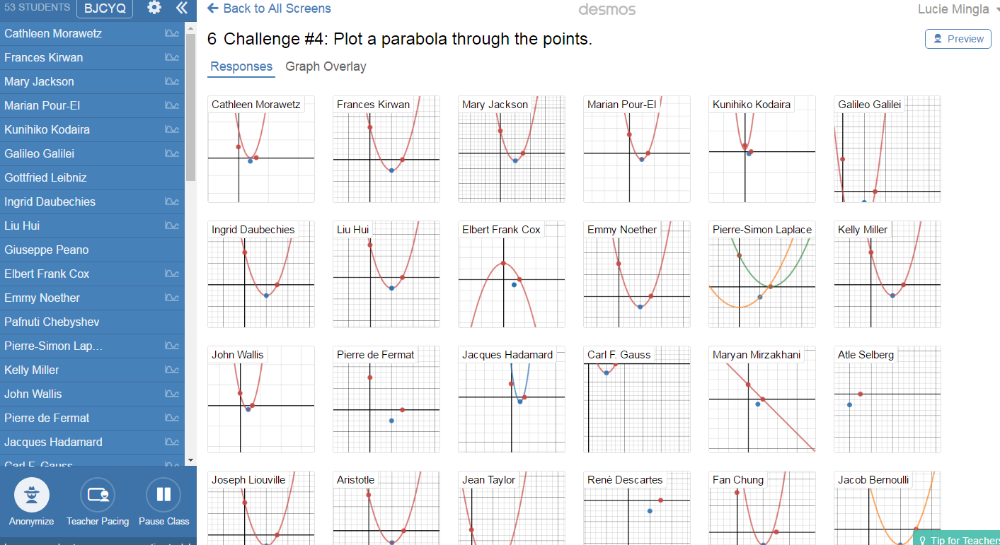 53 STUDENTS BJCYQ
Back to All Screens
desmos
Lucie Mingla
6 Challenge #4: Plot a parabola through the points.
Preview
Responses Graph Overlay
Cathleen Morawetz
Frances Kirwan
Mary Jackson
Marian Pour-El
Kunihiko Kodaira
Galileo Galilei
Gottfried Leibniz
Ingrid Daubechies
Liu Hui
Giuseppe Peano
Elbert Frank Cox
Emmy Noether
Pafnuti Chebyshev
Pierre-Simon Lap…
Kelly Miller
John Wallis
Pierre de Fermat
Jacques Hadamard
Carl F. Gauss
Anonymize Teacher Pacing Pause Class
Cathleen Morawetz Frances Kirwan Mary Jackson Marian Pour-El Kunihiko Kodaira Galileo Galilei
Ingrid Daubechies Liu Hui Elbert Frank Cox Emmy Noether Pierre-Simon Laplace Kelly Miller
John Wallis Pierre de Fermat Jacques Hadamard Carl F. Gauss Maryan Mirzakhani Atle Selberg
Joseph Liouville Aristotle Jean Taylor René Descartes Fan Chung Jacob Bernoulli
Tip for Teachers